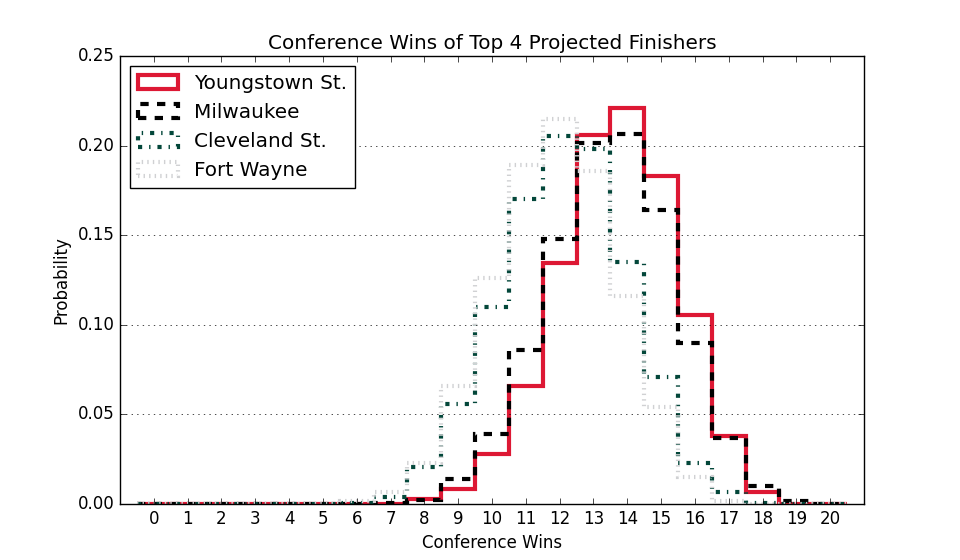 Conference Wins of Top 4 Projected Finishers
0.25
0.20
0.15
0.10
0.05
0.00
Probability
Youngstown St.
Milwaukee
Cleveland St.
Fort Wayne
0 1 2 3 4 5 6 7 8 9 10 11 12 13 14 15 16 17 18 19 20
Conference Wins